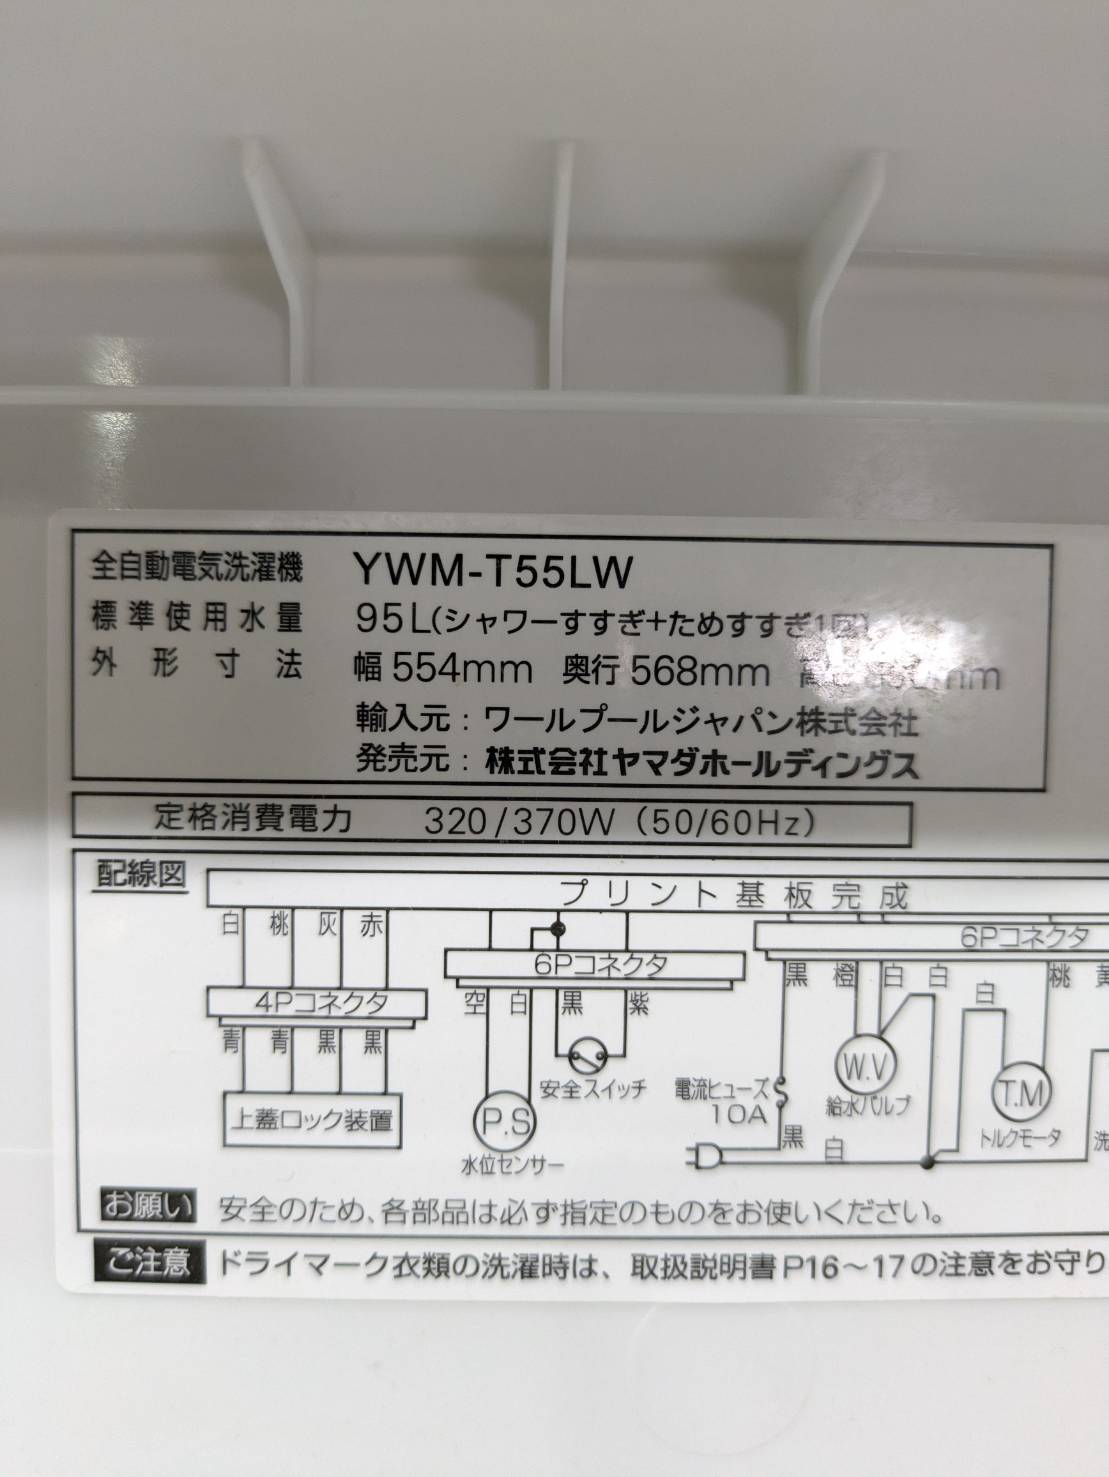 全自動電気洗濯機 YWM-T55LW
標準使用水量 95L(シャワーすすぎ+ためすすぎ1回)
外形寸法 幅 554mm 奥行 568mm mm
輸入元：ワールプールジャパン株式会社
発売元：株式会社ヤマダホールディングス
定格消費電力 320/370W（50/60Hz）
配線図
プリント基板完成
白 桃 灰 赤
6Pコネクタ
6Pコネクタ
黒 橙 白 白 白 桃 黄
4Pコネクタ
空 白 黒 紫
青 青 黒 黒
安全スイッチ
W.V
給水バルブ
T.M
トルクモータ
電流ヒューズ
10A
上蓋ロック装置
P.S
水位センサー
黒 白 洗
お願い 安全のため、各部品は必ず指定のものをお使いください。
ご注意 ドライマーク衣類の洗濯時は、取扱説明書P16～17の注意をお守り